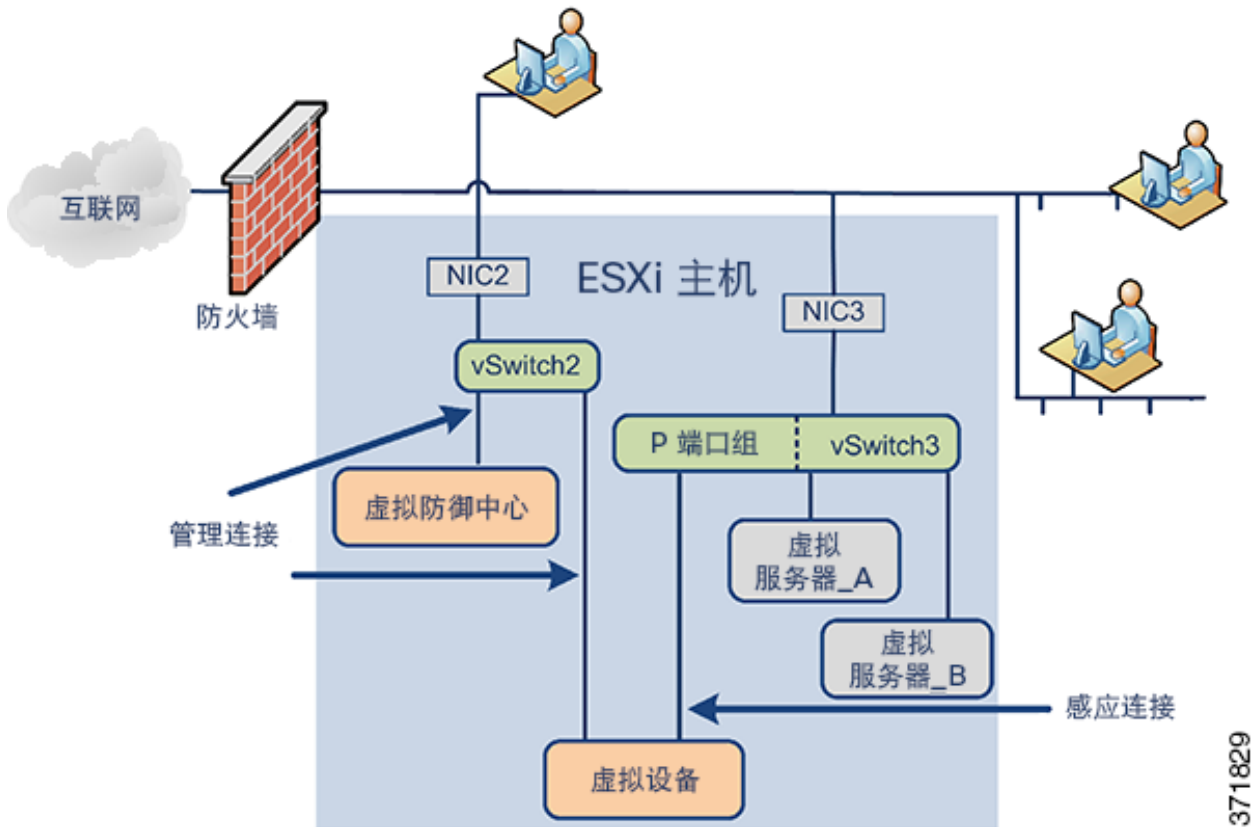 互联网
防火墙
NIC2
ESXi 主机
NIC3
vSwitch2
P 端口组
vSwitch3
虚拟防御中心
管理连接
虚拟
服务器_A
虚拟
服务器_B
感应连接
虚拟设备
371829